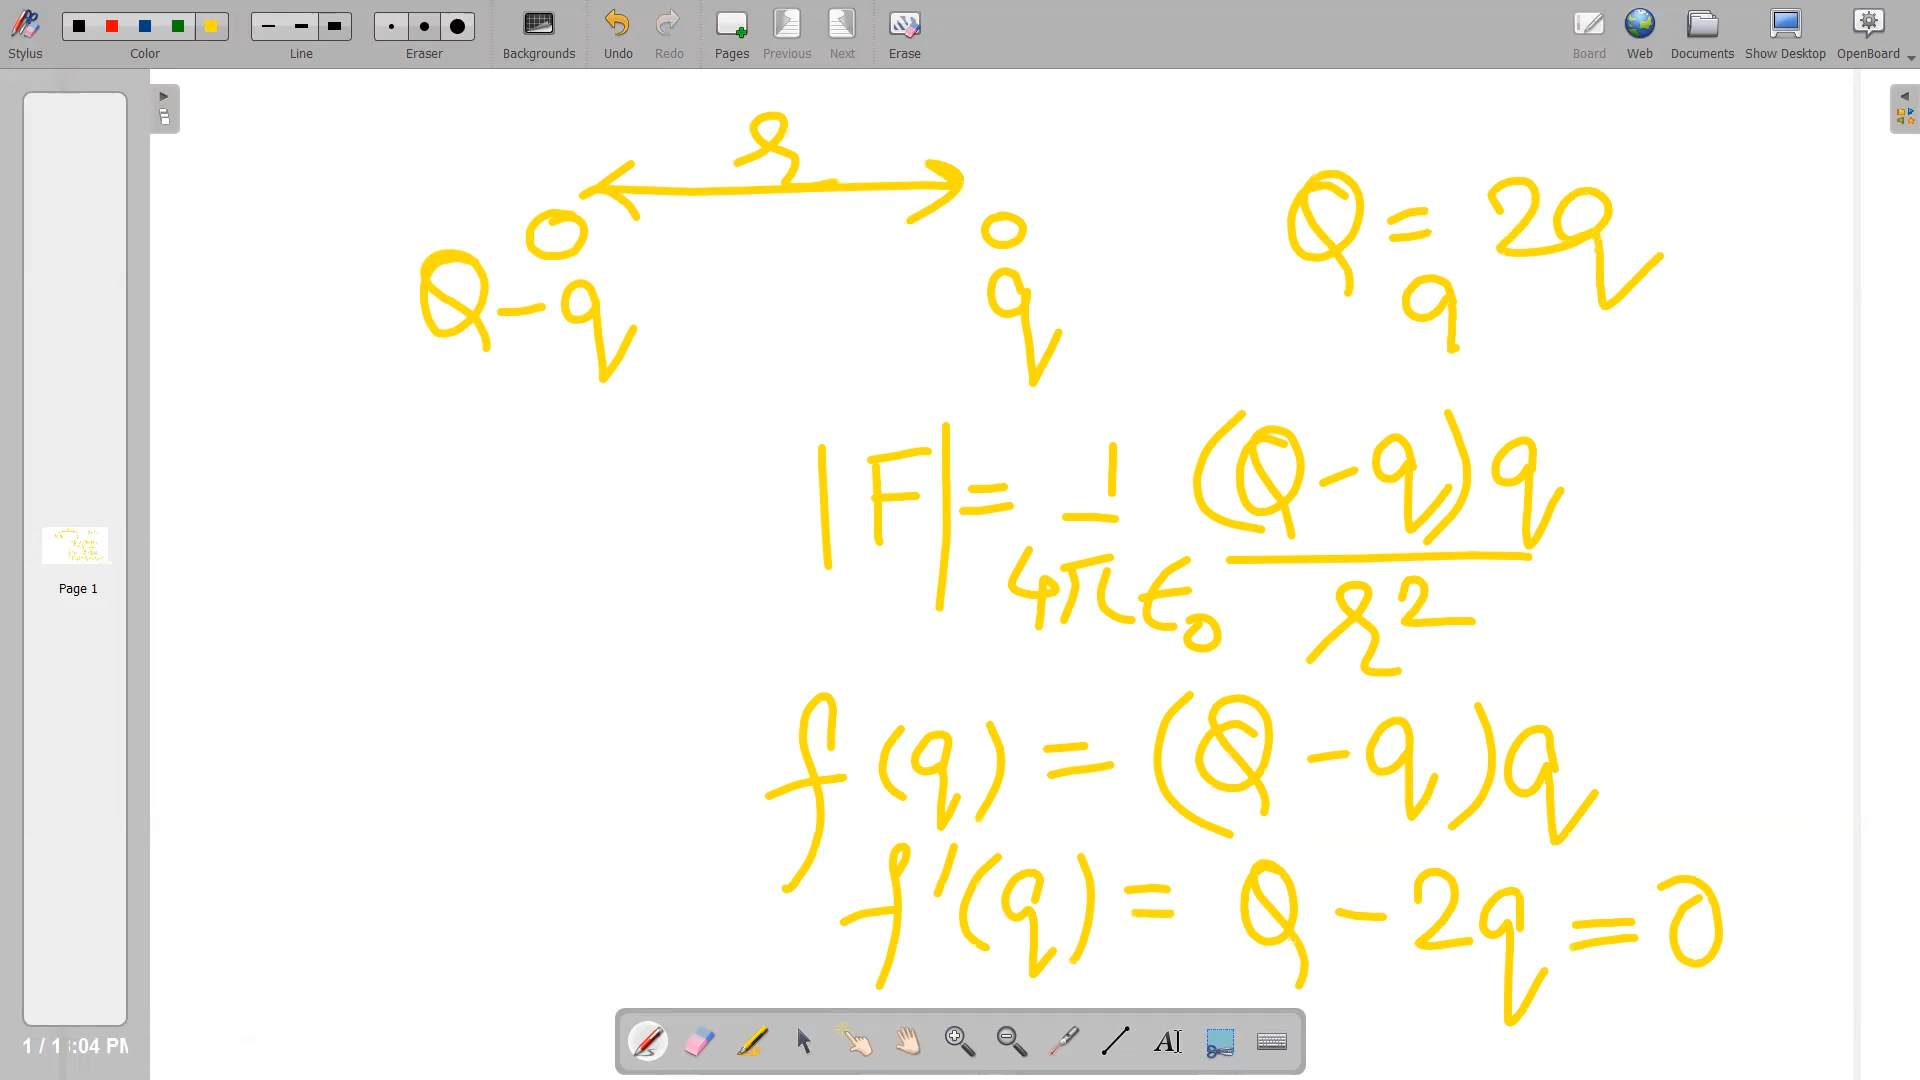 Stylus Color Line Eraser Backgrounds Undo Redo Pages Previous Next Erase Board Web Documents Show Desktop OpenBoard
r
Q = 2q
Q - q q
q
|F| = 1/4πϵ₀ (Q - q)q/r²
f(q) = (Q - q)q
f'(q) = Q - 2q = 0
Page 1